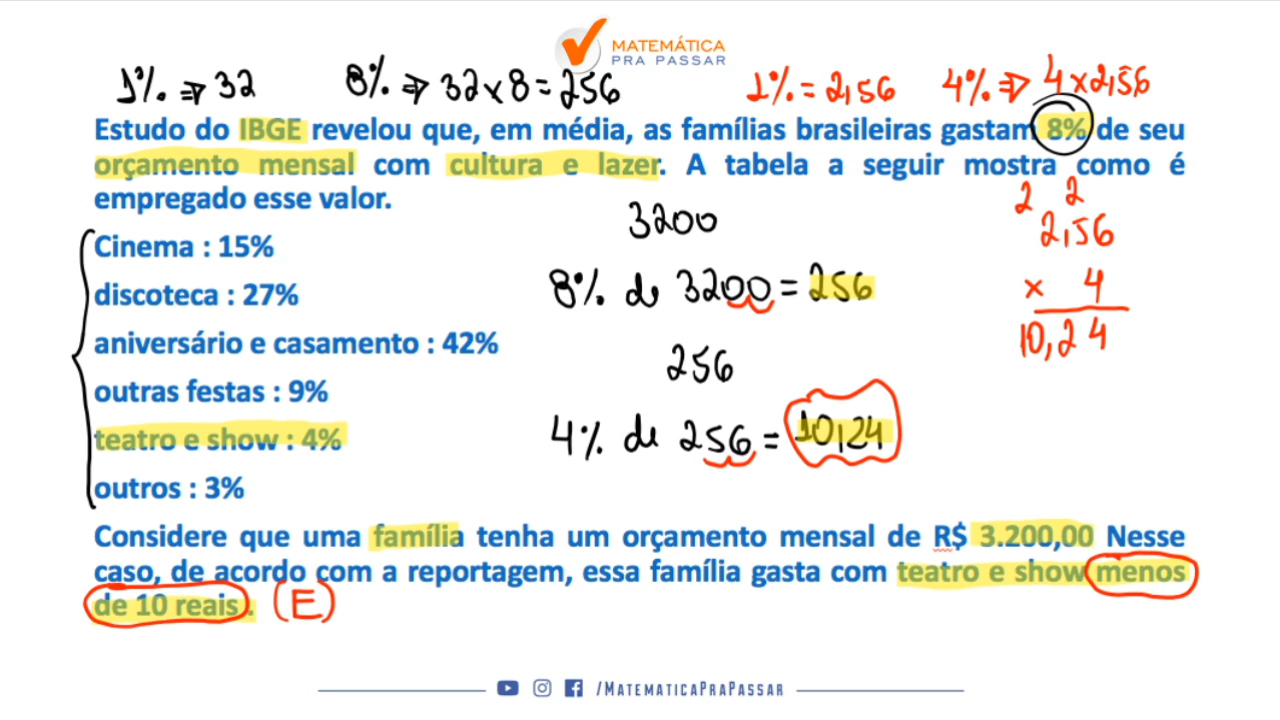 MATEMÁTICA
PRA PASSAR
1% ⇒ 32 8% ⇒ 32 x 8 = 256 1% = 2,56 4% ⇒ 4 x 2,56
Estudo do IBGE revelou que, em média, as famílias brasileiras gastam 8% de seu
orçamento mensal com cultura e lazer. A tabela a seguir mostra como é
empregado esse valor.
3200
2 2
2,56
Cinema : 15%
discoteca : 27% 8% de 3200 = 256 x 4
aniversário e casamento : 42% 10,24
256
outras festas : 9%
teatro e show : 4% 4% de 256 = 10,24
outros : 3%
Considere que uma família tenha um orçamento mensal de R$ 3.200,00 Nesse
caso, de acordo com a reportagem, essa família gasta com teatro e show menos
de 10 reais . (E)
/MatematicaPraPassar